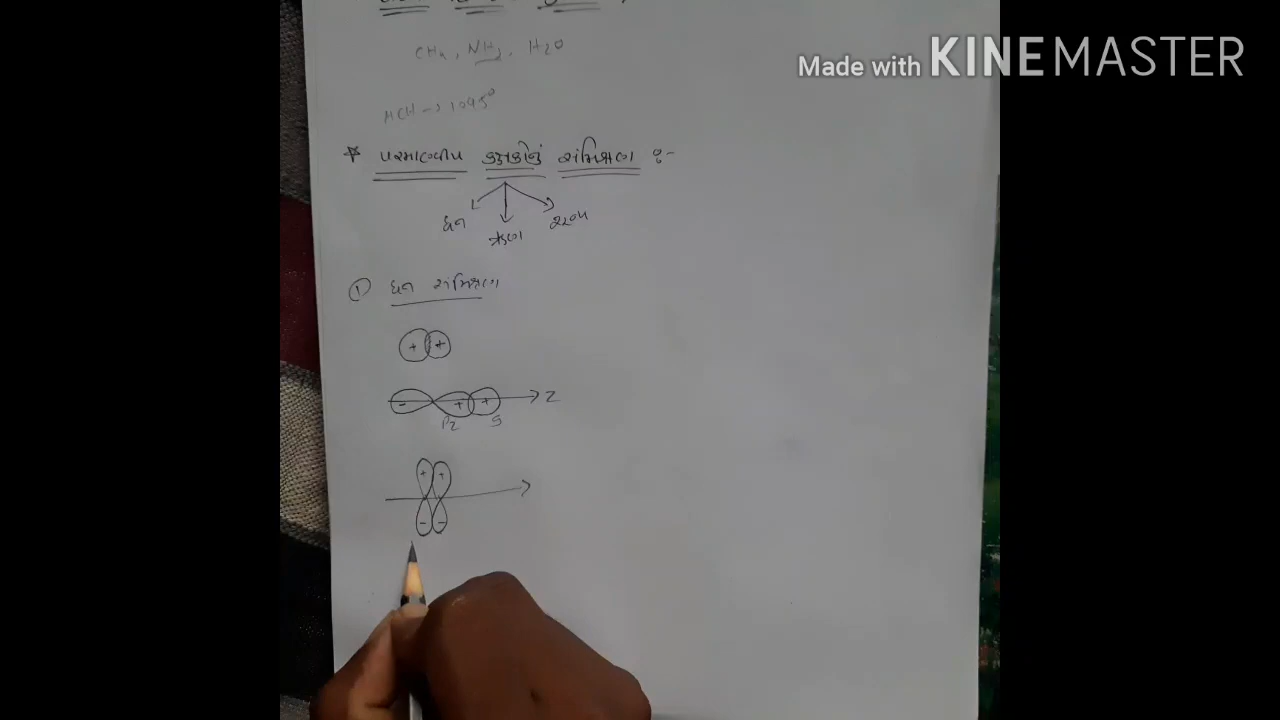 Made with KINEMASTER
CH₄, NH₃, H₂O
HCH → 109.5°
* પરમાણ્વીય કક્ષકોનું સંમિશ્રણ :-
ધન ઋણ શૂન્ય
① ધન સંમિશ્રણ
+ +
- + + Z
Pz S
+ +
- -